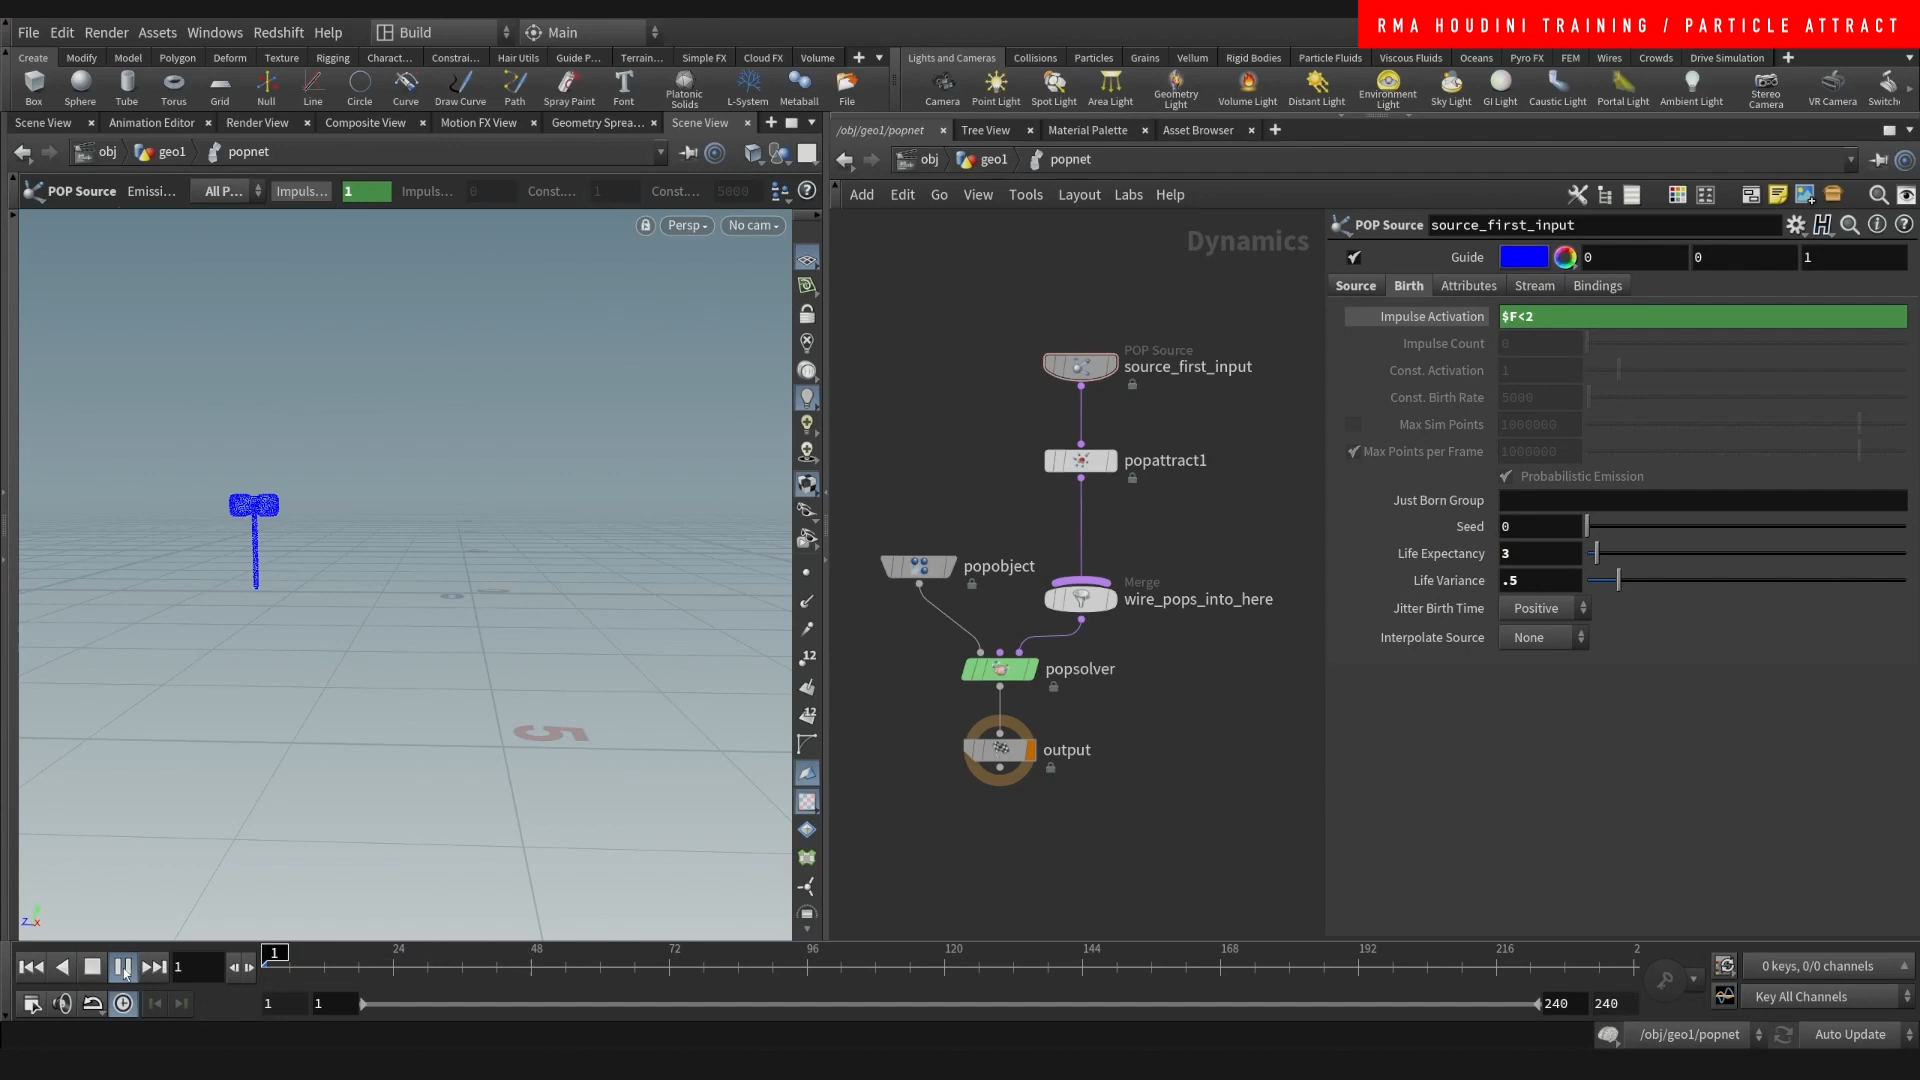 RMA HOUDINI TRAINING / PARTICLE ATTRACT
File Edit Render Assets Windows Redshift Help Build Main
Create Modify Model Polygon Deform Texture Rigging Charact... Constrai... Hair Utils Guide P... Terrain... Simple FX Cloud FX Volume
Lights and Cameras Collisions Particles Grains Vellum Rigid Bodies Particle Fluids Viscous Fluids Oceans Pyro FX FEM Wires Crowds Drive Simulation
Box Sphere Tube Torus Grid Null Line Circle Curve Draw Curve Path Spray Paint Font Platonic Solids L-System Metaball File
Camera Point Light Spot Light Area Light Geometry Light Volume Light Distant Light Environment Light Sky Light GI Light Caustic Light Portal Light Ambient Light Stereo Camera VR Camera Switch
Scene View Animation Editor Render View Composite View Motion FX View Geometry Sprea... Scene View
/obj/geo1/popnet Tree View Material Palette Asset Browser
obj geo1 popnet
obj geo1 popnet
POP Source Emissi... All P... Impuls... 1 Impuls... 0 Const.... 1 Const.... 5000
Add Edit Go View Tools Layout Labs Help
Persp No cam
Dynamics
POP Source
source_first_input
popattract1
popobject
Merge
wire_pops_into_here
popsolver
output
POP Source source_first_input
Guide 0 0 1
Source Birth Attributes Stream Bindings
Impulse Activation $F<2
Impulse Count 0
Const. Activation 1
Const. Birth Rate 5000
Max Sim Points 1000000
Max Points per Frame 1000000
Probabilistic Emission
Just Born Group
Seed 0
Life Expectancy 3
Life Variance .5
Jitter Birth Time Positive
Interpolate Source None
12
12
5
z x
1 1 24 48 72 96 120 144 168 192 216 2
1 1 240 240
0 keys, 0/0 channels
Key All Channels
/obj/geo1/popnet Auto Update